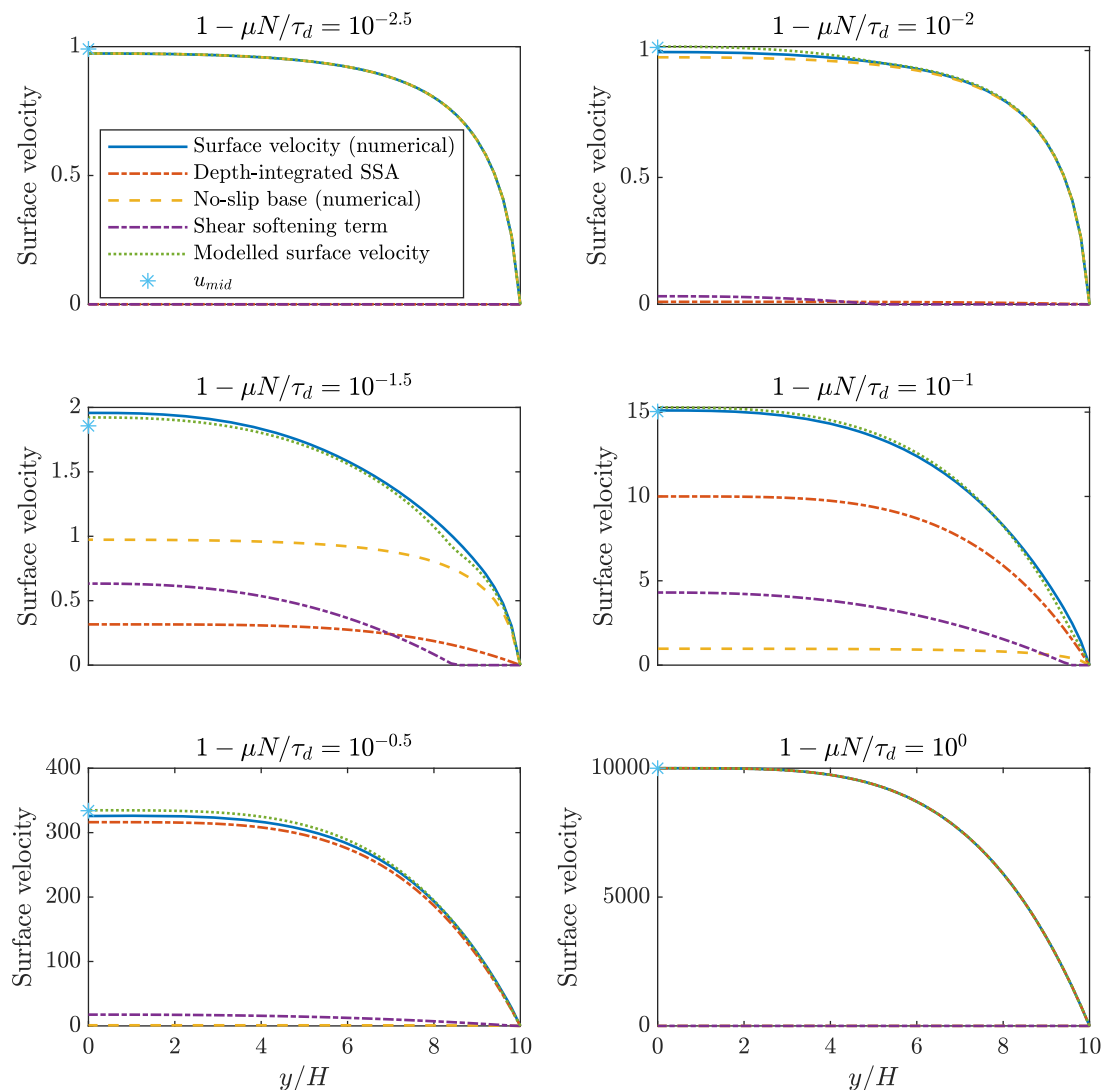 1 − μN/τ_d = 10^{−2.5}
1
0.5
0
Surface velocity
Surface velocity (numerical)
Depth-integrated SSA
No-slip base (numerical)
Shear softening term
Modelled surface velocity
u_{mid}
1 − μN/τ_d = 10^{−2}
1
0.5
0
Surface velocity
1 − μN/τ_d = 10^{−1.5}
2
1.5
1
0.5
0
Surface velocity
1 − μN/τ_d = 10^{−1}
15
10
5
0
Surface velocity
1 − μN/τ_d = 10^{−0.5}
400
300
200
100
0
Surface velocity
0 2 4 6 8 10
y/H
1 − μN/τ_d = 10^0
10000
5000
0
Surface velocity
0 2 4 6 8 10
y/H